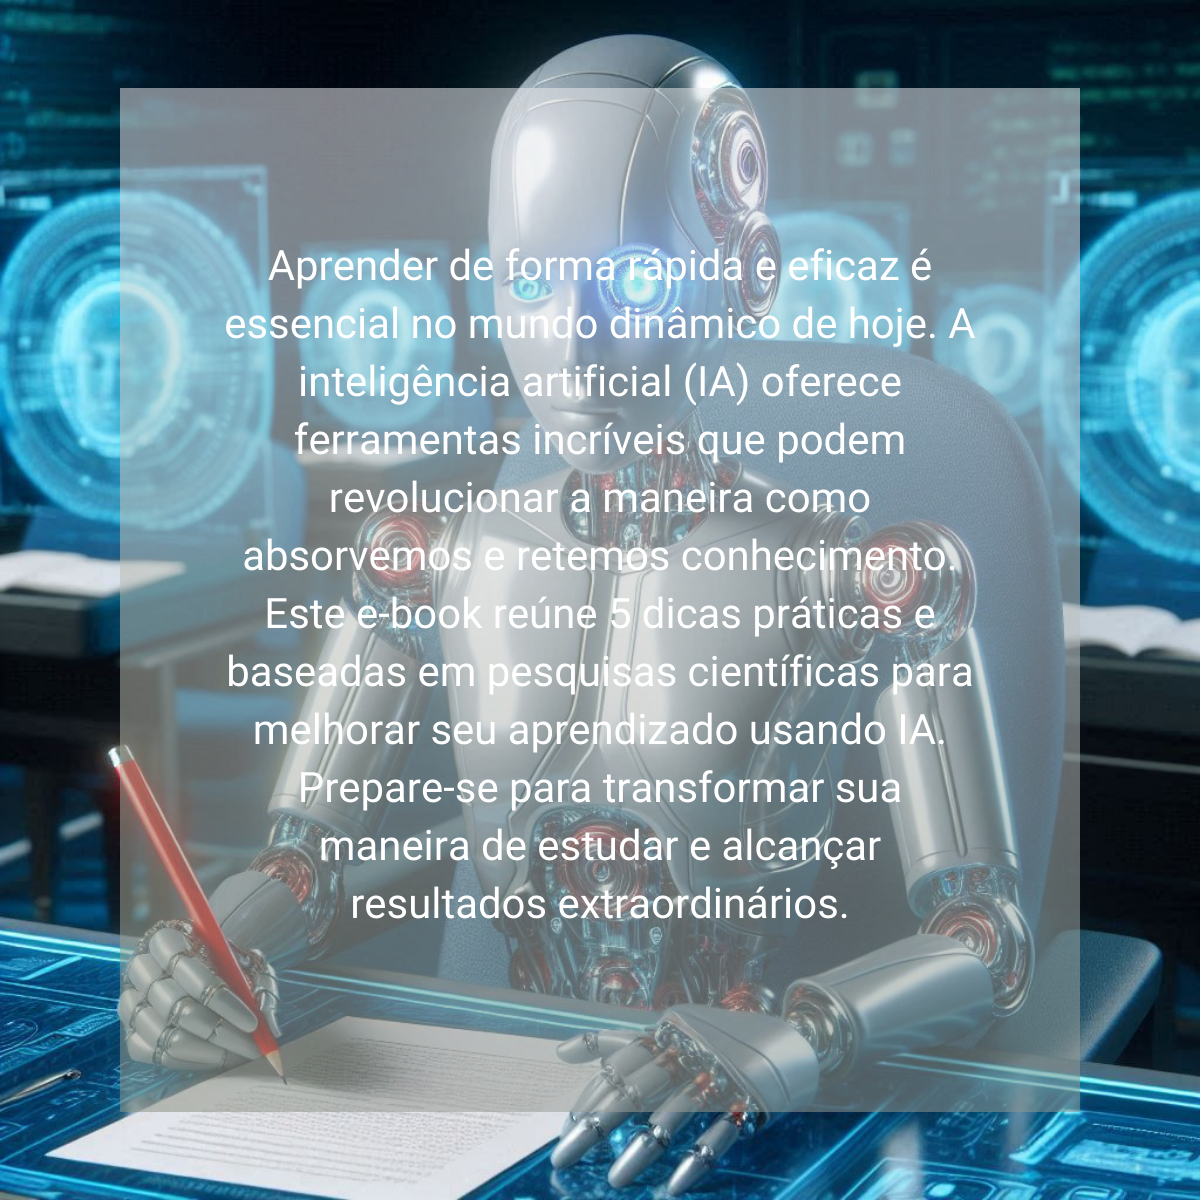 Aprender de forma rápida e eficaz é
essencial no mundo dinâmico de hoje. A
inteligência artificial (IA) oferece
ferramentas incríveis que podem
revolucionar a maneira como
absorvemos e retemos conhecimento.
Este e-book reúne 5 dicas práticas e
baseadas em pesquisas científicas para
melhorar seu aprendizado usando IA.
Prepare-se para transformar sua
maneira de estudar e alcançar
resultados extraordinários.